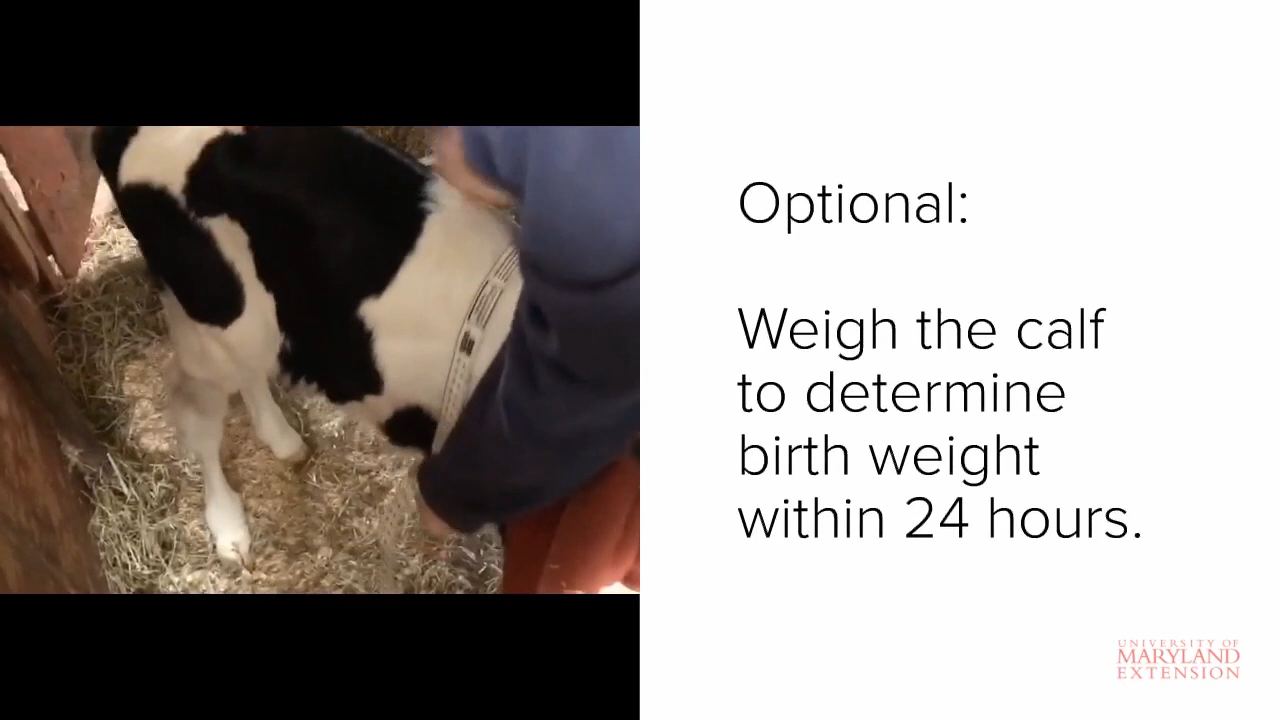 Optional:
Weigh the calf
to determine
birth weight
within 24 hours.
UNIVERSITY OF
MARYLAND
EXTENSION